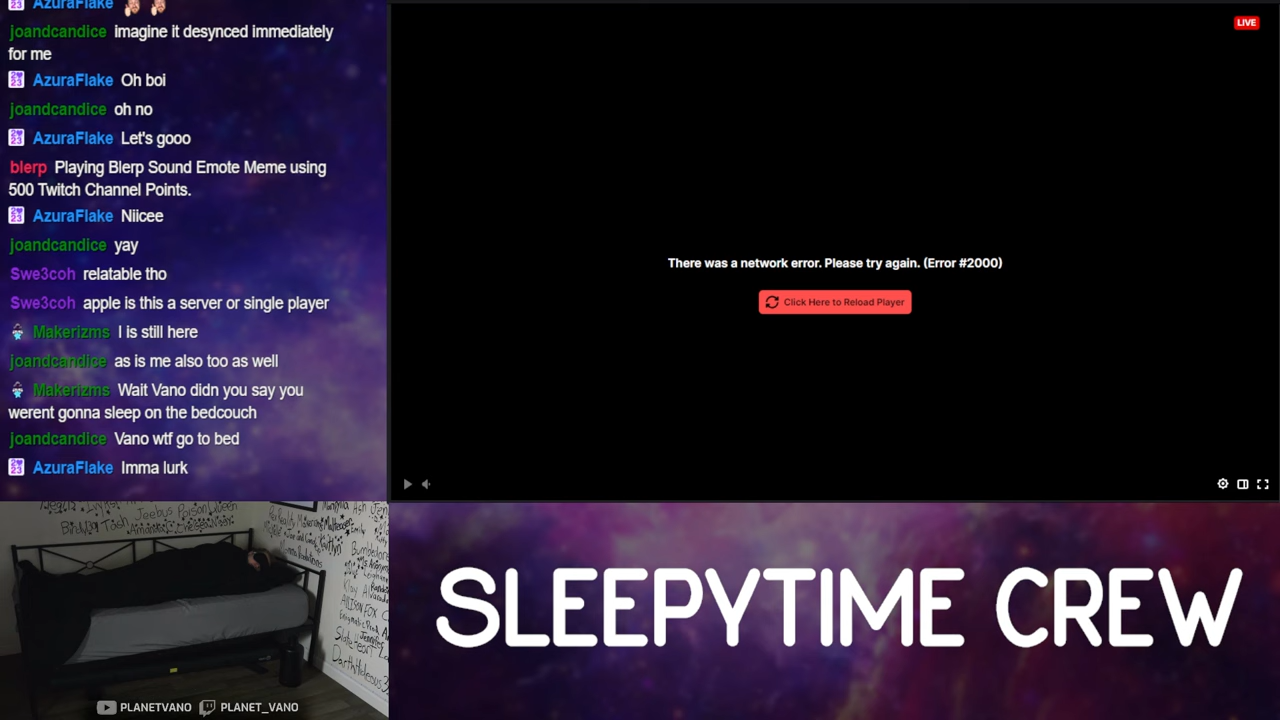 AzuraFlake
joandcandice imagine it desynced immediately
for me
AzuraFlake Oh boi
joandcandice oh no
AzuraFlake Let's gooo
blerp Playing Blerp Sound Emote Meme using
500 Twitch Channel Points.
AzuraFlake Niicee
joandcandice yay
Swe3coh relatable tho
Swe3coh apple is this a server or single player
Makerizms I is still here
joandcandice as is me also too as well
Makerizms Wait Vano didn you say you
werent gonna sleep on the bedcouch
joandcandice Vano wtf go to bed
AzuraFlake Imma lurk
LIVE
There was a network error. Please try again. (Error #2000)
Click Here to Reload Player
Jeebus Poison Queen
Tash
PLANETVANO PLANET_VANO
SLEEPYTIME CREW